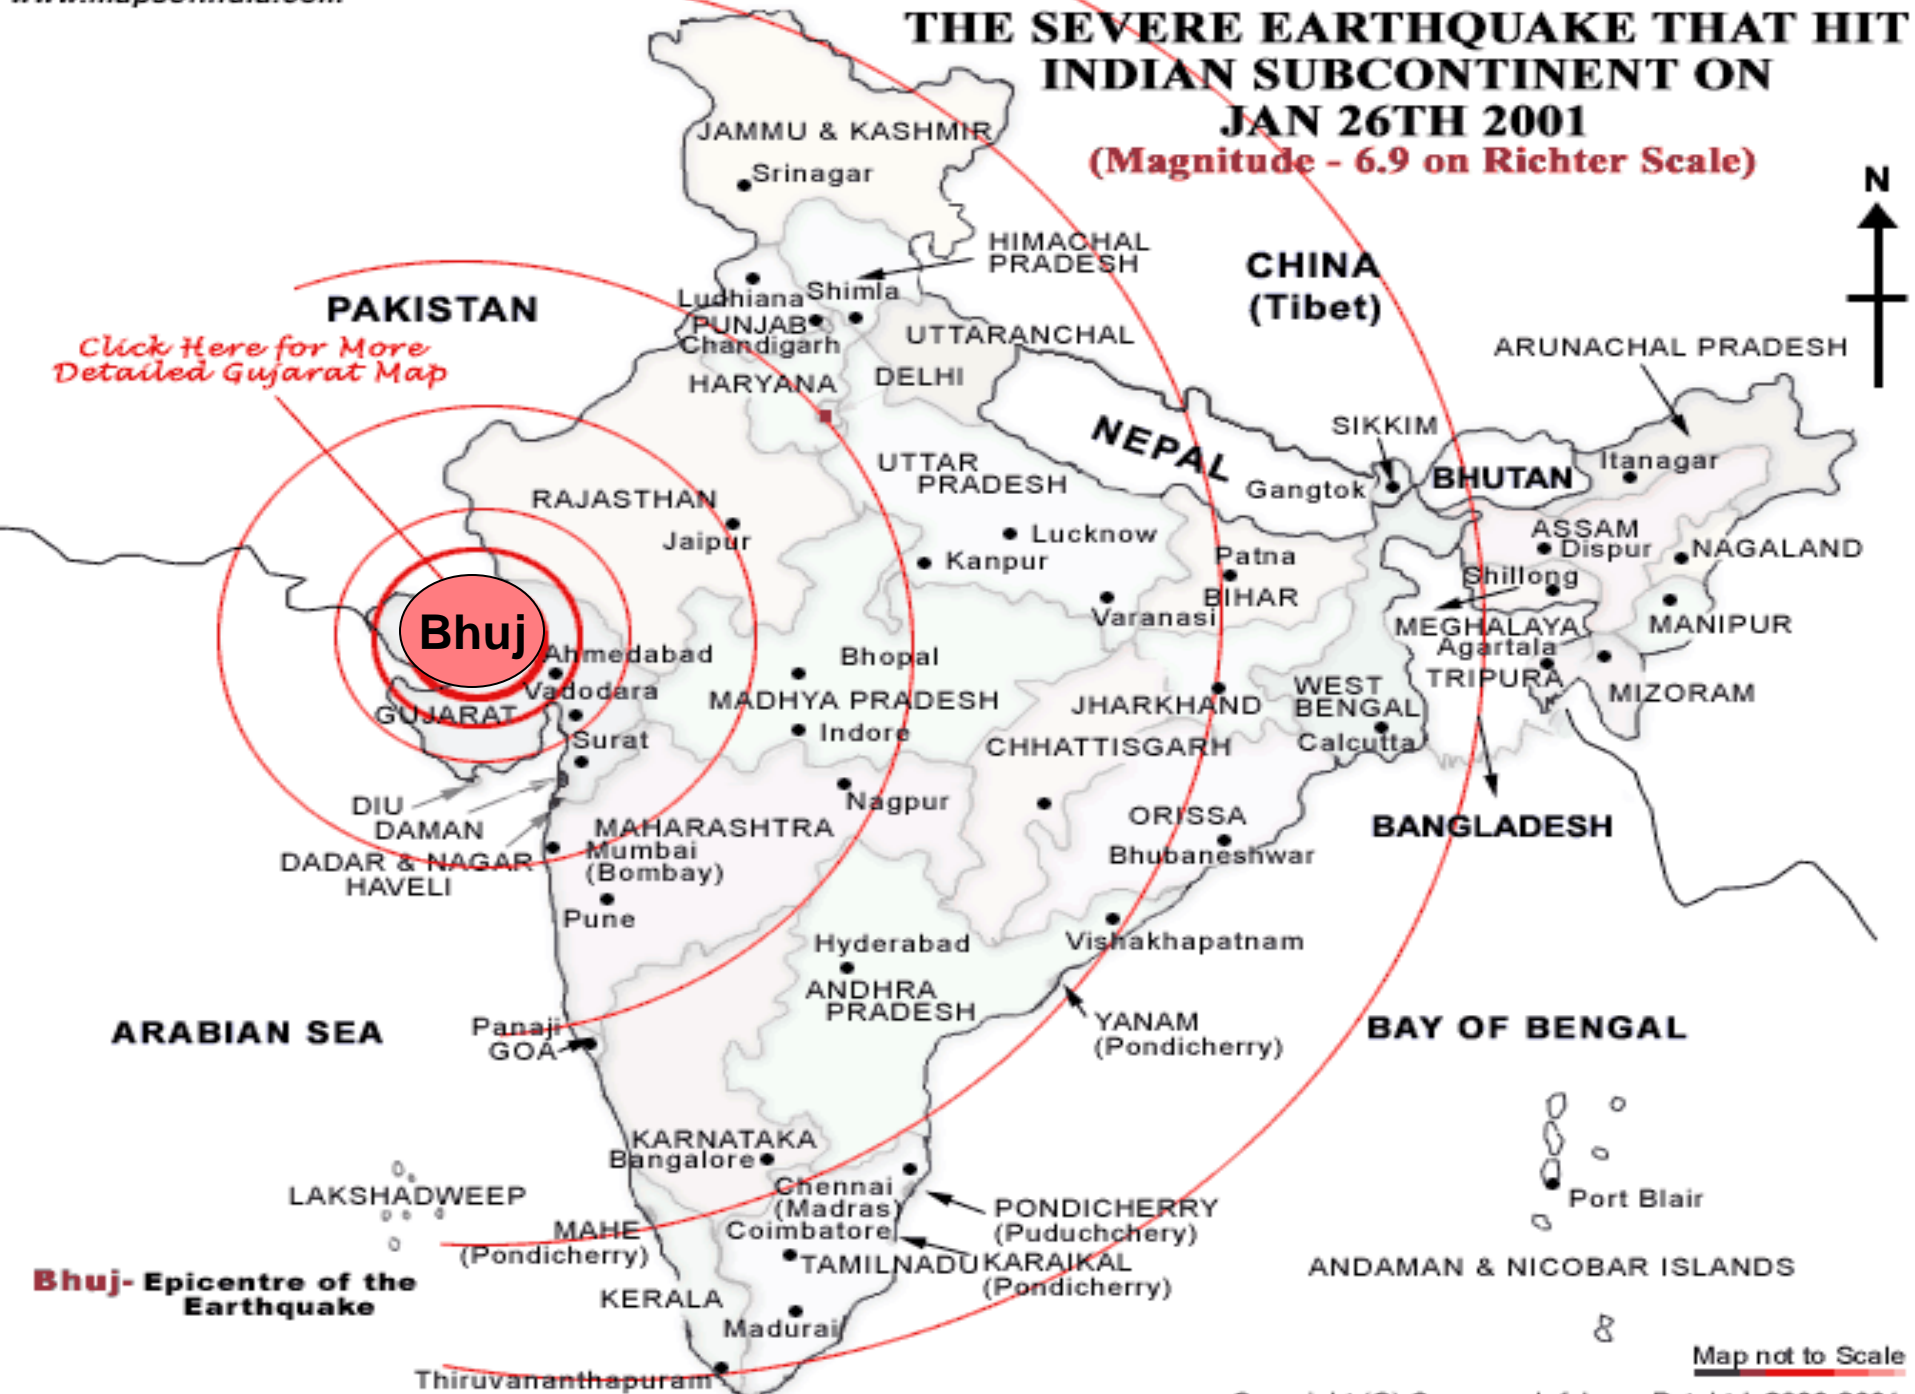 www.mapsofindia.com
THE SEVERE EARTHQUAKE THAT HIT
INDIAN SUBCONTINENT ON
JAN 26TH 2001
(Magnitude - 6.9 on Richter Scale)
N
JAMMU & KASHMIR
Srinagar
HIMACHAL
PRADESH
CHINA
(Tibet)
PAKISTAN
Ludhiana
Shimla
PUNJAB
Chandigarh
UTTARANCHAL
Click Here for More
Detailed Gujarat Map
ARUNACHAL PRADESH
HARYANA
DELHI
NEPAL
SIKKIM
UTTAR
PRADESH
Gangtok
BHUTAN
Itanagar
RAJASTHAN
Jaipur
Lucknow
Kanpur
Patna
BIHAR
Varanasi
ASSAM
Dispur
NAGALAND
Shillong
MEGHALAYA
MANIPUR
Agartala
TRIPURA
MIZORAM
Bhuj
Ahmedabad
Vadodara
GUJARAT
Surat
Bhopal
MADHYA PRADESH
Indore
JHARKHAND
WEST
BENGAL
Calcutta
CHHATTISGARH
DIU
DAMAN
DADAR & NAGAR
HAVELI
Nagpur
MAHARASHTRA
Mumbai
(Bombay)
Pune
ORISSA
Bhubaneshwar
BANGLADESH
Hyderabad
ANDHRA
PRADESH
Vishakhapatnam
YANAM
(Pondicherry)
ARABIAN SEA
Panaji
GOA
BAY OF BENGAL
KARNATAKA
Bangalore
LAKSHADWEEP
Chennai
(Madras)
Coimbatore
PONDICHERRY
(Puduchchery)
MAHE
(Pondicherry)
TAMILNADU
KARAIKAL
(Pondicherry)
Port Blair
ANDAMAN & NICOBAR ISLANDS
Bhuj- Epicentre of the
Earthquake
KERALA
Madurai
Thiruvananthapuram
Map not to Scale